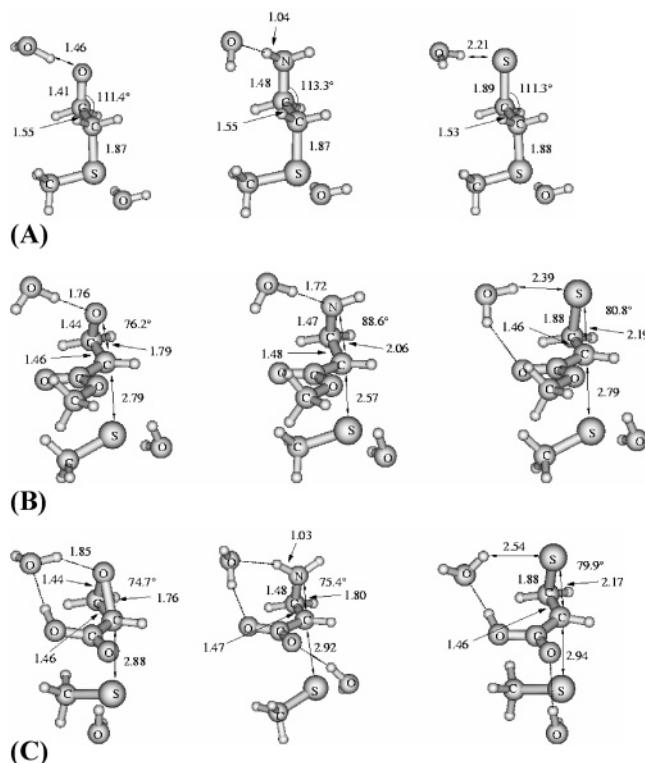 1.46
O
O
1.41
C
111.4°
1.55
C
1.87
C
S
O
1.04
O
N
1.48
C
113.3°
1.55
C
1.87
C
S
O
2.21
O
S
1.89
C
111.3°
1.53
C
1.88
C
S
O
(A)
1.76
O
O
76.2°
1.44
C
1.79
1.46
C
O
C
O
C
2.79
S
C
O
1.72
O
N
88.6°
1.47
C
2.06
1.48
C
O
C
O
C
2.57
S
C
O
2.39
O
S
80.8°
1.88
C
2.19
1.46
C
O
C
O
C
2.79
S
C
O
(B)
1.85
O
O
74.7°
1.44
C
1.76
O
C
C
1.46
O
2.88
C
S
O
1.03
O
N
75.4°
1.48
C
1.80
O
C
C
1.47
O
2.92
S
O
C
2.54
O
S
79.9°
1.88
C
2.17
O
C
C
1.46
O
2.94
C
S
O
(C)